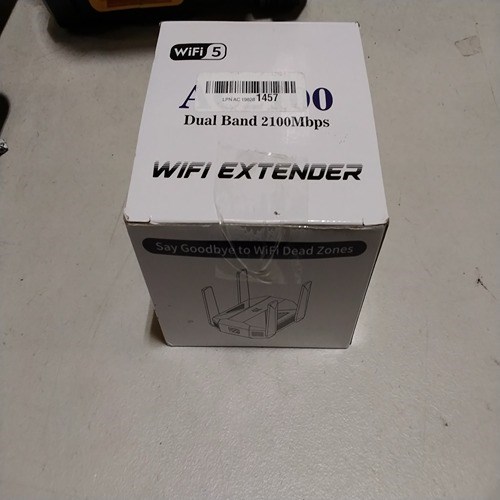 WiFi 5
1457
Dual Band 2100Mbps
WIFI EXTENDER
Say Goodbye to WiFi Dead Zones